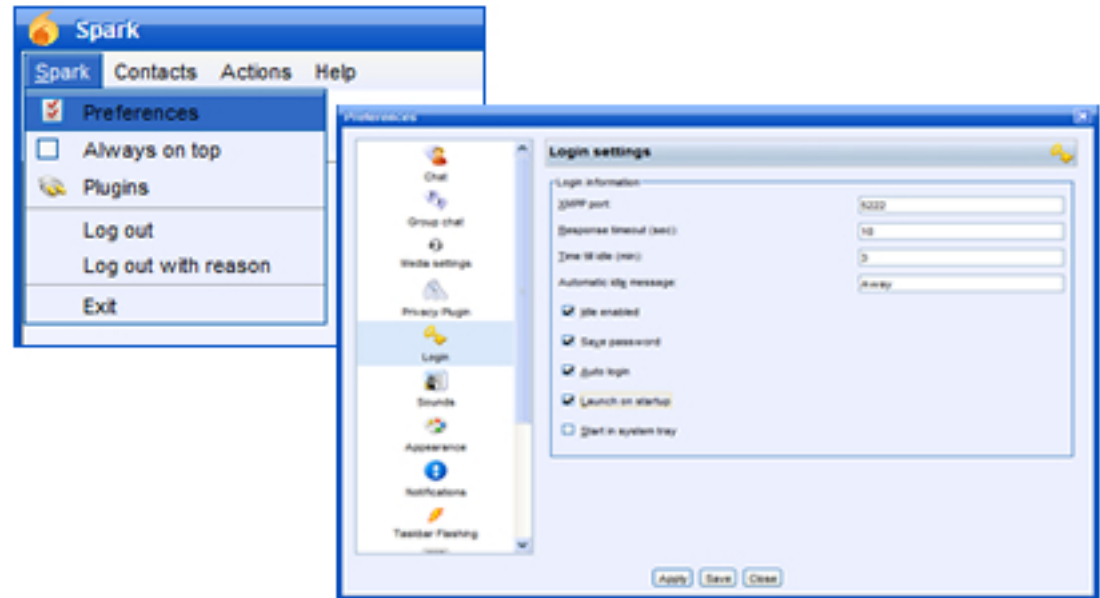 Spark
Spark Contacts Actions Help
Preferences
Always on top
Plugins
Log out
Log out with reason
Exit
Preferences
Chat
Group chat
Media settings
Privacy Plugin
Login
Sounds
Appearance
Notifications
Taskbar Flashing
Login settings
Login information
XMPP port: 5222
Response timeout (sec): 10
Time till idle (min): 3
Automatic idle message: Away
Idle enabled
Save password
Auto login
Launch on startup
Start in system tray
Apply Save Close